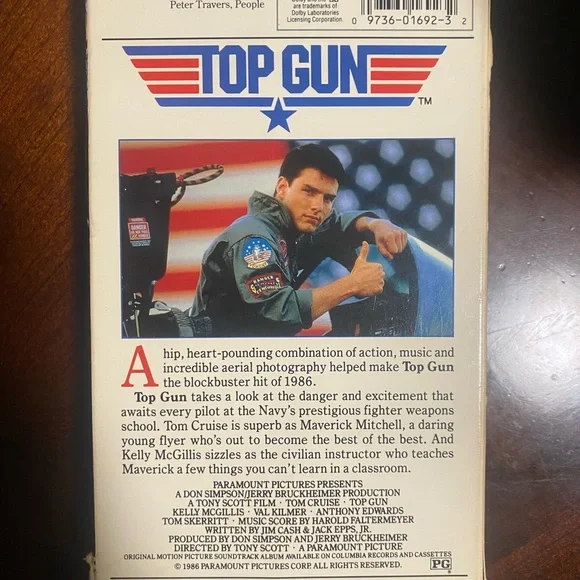 Peter Travers, People
are trademarks of
Dolby Laboratories
Licensing Corporation
0 9736-01692-3 2
TOP GUN
TM
DANGER
A hip, heart-pounding combination of action, music and
incredible aerial photography helped make Top Gun
the blockbuster hit of 1986.
Top Gun takes a look at the danger and excitement that
awaits every pilot at the Navy's prestigious fighter weapons
school. Tom Cruise is superb as Maverick Mitchell, a daring
young flyer who's out to become the best of the best. And
Kelly McGillis sizzles as the civilian instructor who teaches
Maverick a few things you can't learn in a classroom.
PARAMOUNT PICTURES PRESENTS
A DON SIMPSON/JERRY BRUCKHEIMER PRODUCTION
A TONY SCOTT FILM · TOM CRUISE · TOP GUN
KELLY McGILLIS · VAL KILMER · ANTHONY EDWARDS
TOM SKERRITT · MUSIC SCORE BY HAROLD FALTERMEYER
WRITTEN BY JIM CASH & JACK EPPS, JR.
PRODUCED BY DON SIMPSON AND JERRY BRUCKHEIMER
DIRECTED BY TONY SCOTT · A PARAMOUNT PICTURE
ORIGINAL MOTION PICTURE SOUNDTRACK ALBUM AVAILABLE ON COLUMBIA RECORDS AND CASSETTES
© 1986 PARAMOUNT PICTURES CORP. ALL RIGHTS RESERVED.
PG